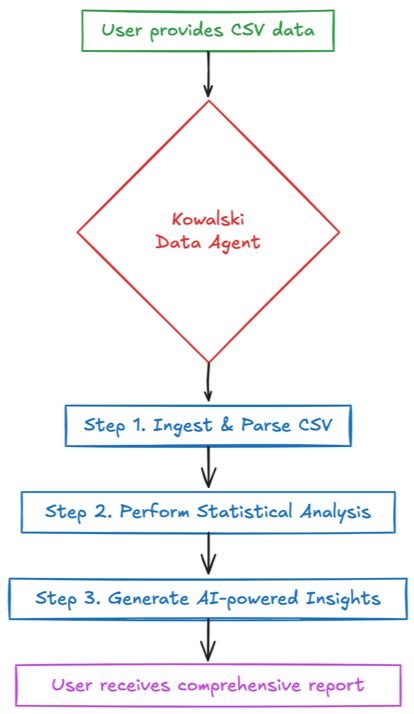 User provides CSV data
Kowalski
Data Agent
Step 1. Ingest & Parse CSV
Step 2. Perform Statistical Analysis
Step 3. Generate AI-powered Insights
User receives comprehensive report